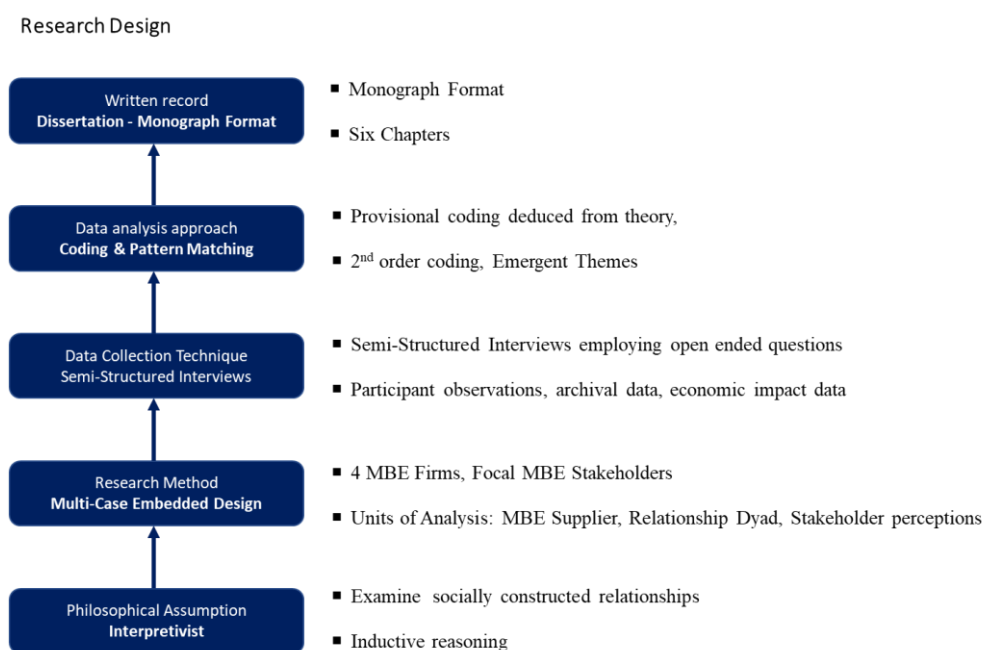 Research Design
Written record
Dissertation - Monograph Format
▪ Monograph Format
▪ Six Chapters
Data analysis approach
Coding & Pattern Matching
▪ Provisional coding deduced from theory,
▪ 2nd order coding, Emergent Themes
Data Collection Technique
Semi-Structured Interviews
▪ Semi-Structured Interviews employing open ended questions
▪ Participant observations, archival data, economic impact data
Research Method
Multi-Case Embedded Design
▪ 4 MBE Firms, Focal MBE Stakeholders
▪ Units of Analysis: MBE Supplier, Relationship Dyad, Stakeholder perceptions
Philosophical Assumption
Interpretivist
▪ Examine socially constructed relationships
▪ Inductive reasoning